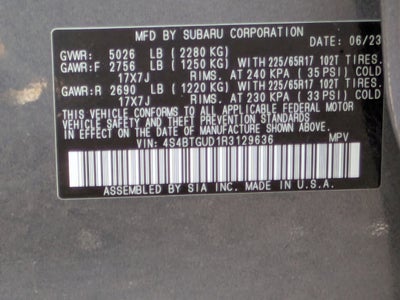 MFD BY SUBARU CORPORATION
DATE: 06/23
GVWR: 5026 LB (2280 KG)
GAWR:F 2756 LB (1250 KG) WITH 225/65R17 102T TIRES.
17X7J RIMS. AT 240 KPA (35 PSI) COLD
GAWR:R 2690 LB (1220 KG) WITH 225/65R17 102T TIRES.
17X7J RIMS. AT 230 KPA (33 PSI) COLD
THIS VEHICLE CONFORMS TO ALL APPLICABLE FEDERAL MOTOR
VEHICLE SAFETY AND THEFT PREVENTION STANDARDS
IN EFFECT ON THE DATE OF MANUFACTURE SHOWN ABOVE.
VIN: 4S4BTGUD1R3129636 MPV
ASSEMBLED BY SIA INC. MADE IN U.S.A.